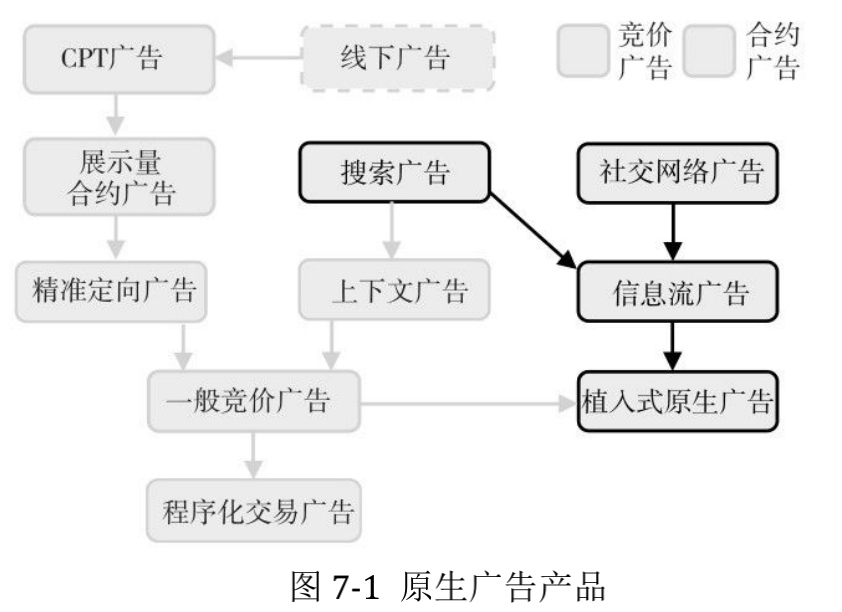 CPT广告
线下广告
竞价
广告
合约
广告
展示量
合约广告
搜索广告
社交网络广告
精准定向广告
上下文广告
信息流广告
一般竞价广告
植入式原生广告
程序化交易广告
图 7-1 原生广告产品